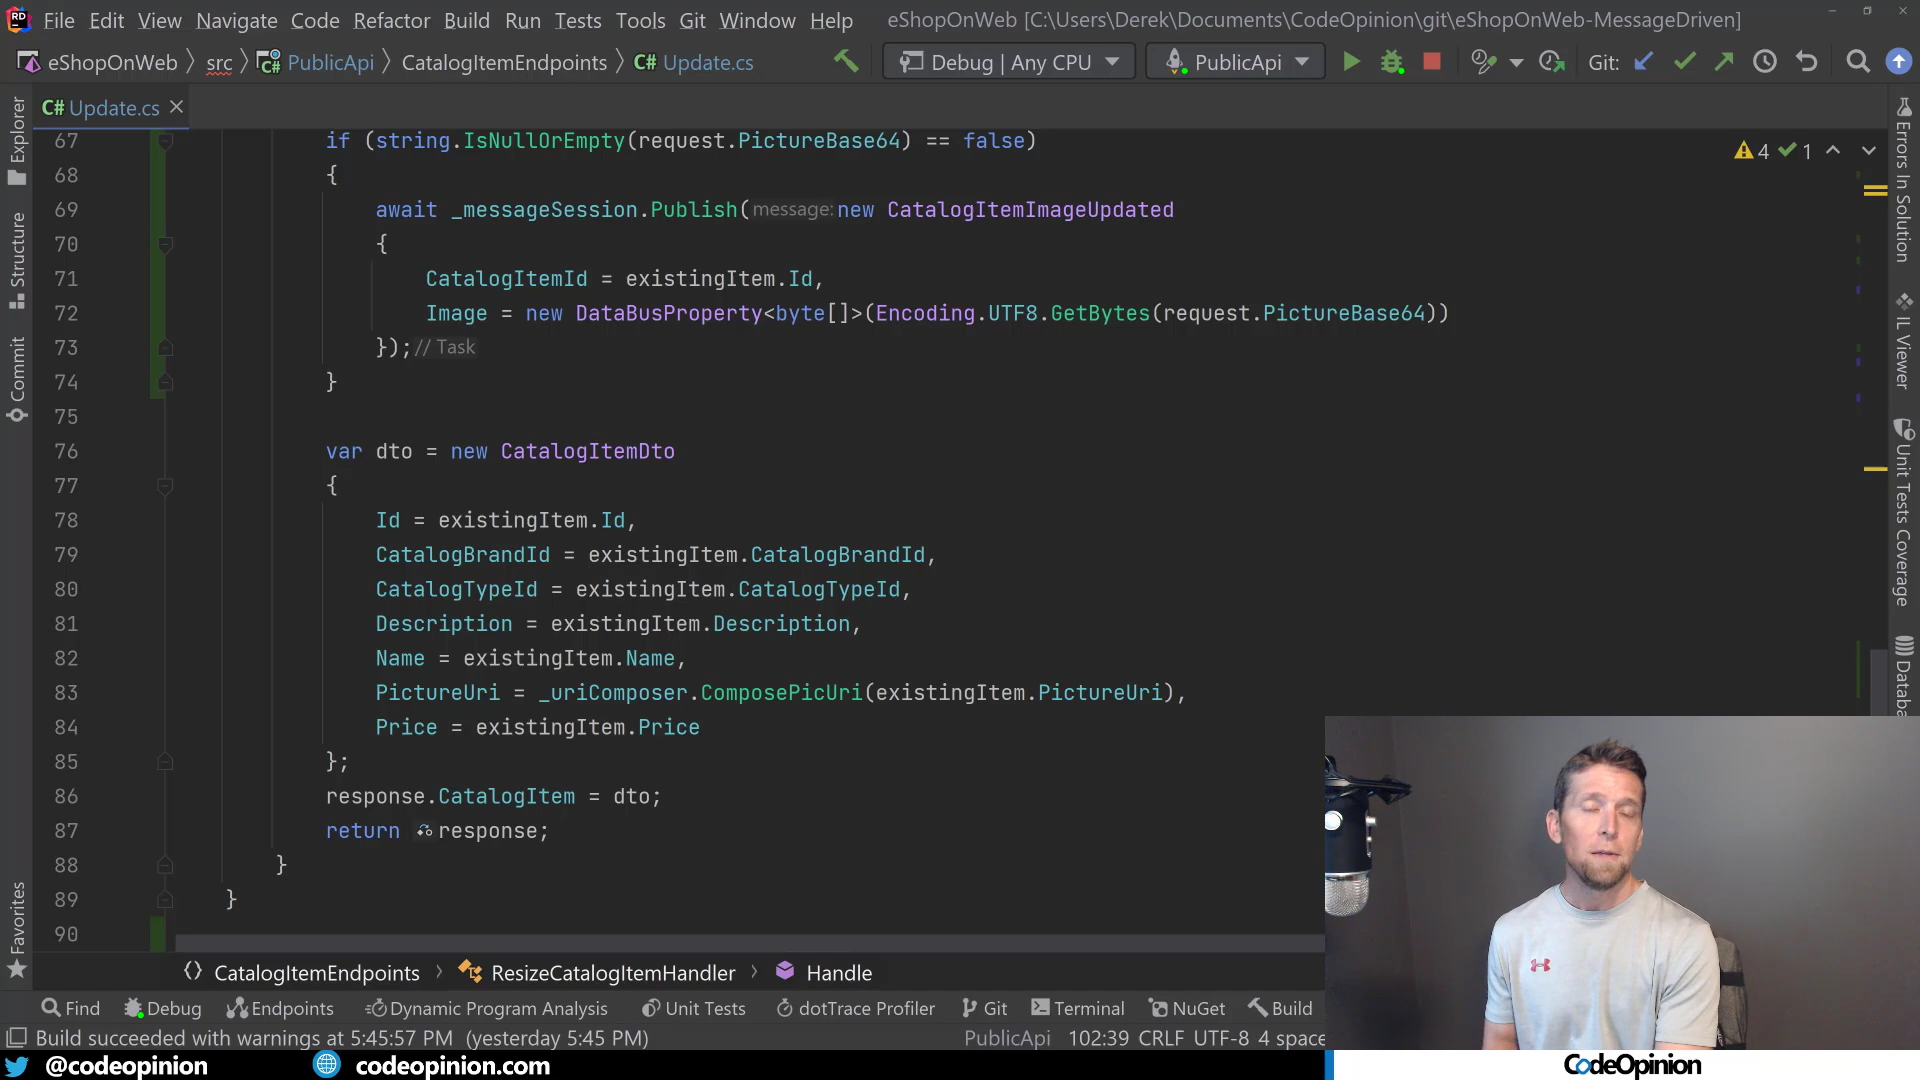 RD File Edit View Navigate Code Refactor Build Run Tests Tools Git Window Help eShopOnWeb [C:\Users\Derek\Documents\CodeOpinion\git\eShopOnWeb-MessageDriven]
eShopOnWeb src PublicApi CatalogItemEndpoints C# Update.cs Debug | Any CPU PublicApi Git:
C# Update.cs
4 1
67 if (string.IsNullOrEmpty(request.PictureBase64) == false)
68 {
69 await _messageSession.Publish(message: new CatalogItemImageUpdated
70 {
71 CatalogItemId = existingItem.Id,
72 Image = new DataBusProperty<byte[]>(Encoding.UTF8.GetBytes(request.PictureBase64))
73 }); // Task
74 }
75
76 var dto = new CatalogItemDto
77 {
78 Id = existingItem.Id,
79 CatalogBrandId = existingItem.CatalogBrandId,
80 CatalogTypeId = existingItem.CatalogTypeId,
81 Description = existingItem.Description,
82 Name = existingItem.Name,
83 PictureUri = _uriComposer.ComposePicUri(existingItem.PictureUri),
84 Price = existingItem.Price
85 };
86 response.CatalogItem = dto;
87 return response;
88 }
89 }
90
Explorer
Structure
Commit
Favorites
Errors In Solution
IL Viewer
Unit Tests Coverage
Databa
CatalogItemEndpoints ResizeCatalogItemHandler Handle
Find Debug Endpoints Dynamic Program Analysis Unit Tests dotTrace Profiler Git Terminal NuGet Build
Build succeeded with warnings at 5:45:57 PM (yesterday 5:45 PM) PublicApi 102:39 CRLF UTF-8 4 space
@codeopinion codeopinion.com CodeOpinion